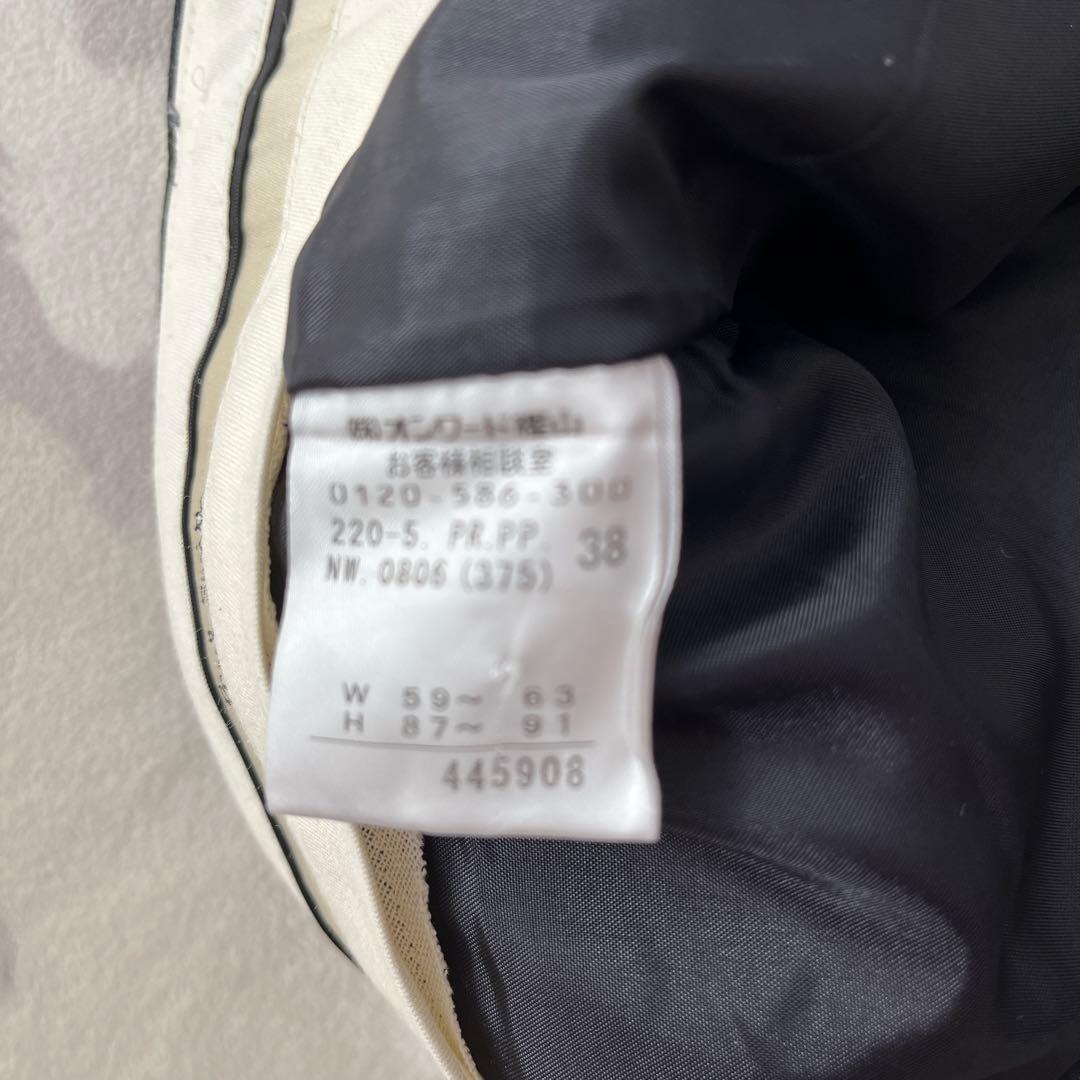 ㈱オンワード樫山
お客様相談室
0120-586-300
220-5. PR.PP. 38
NW. 0806 (375)
W 59～ 63
H 87～ 91
445908